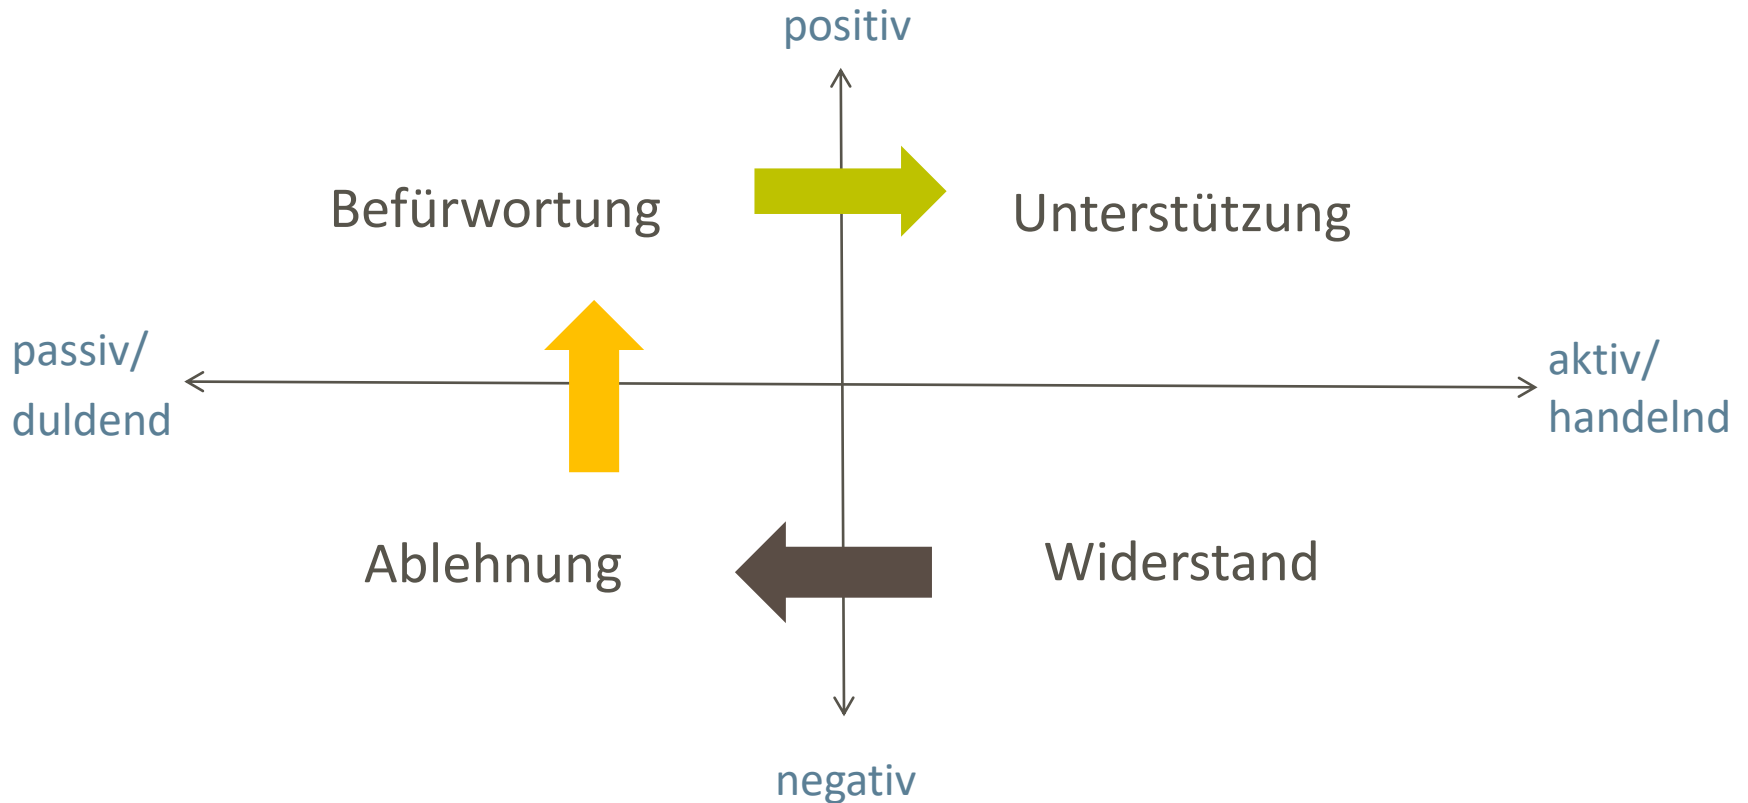 positiv
Befürwortung
Unterstützung
passiv/
duldend
aktiv/
handelnd
Ablehnung
Widerstand
negativ